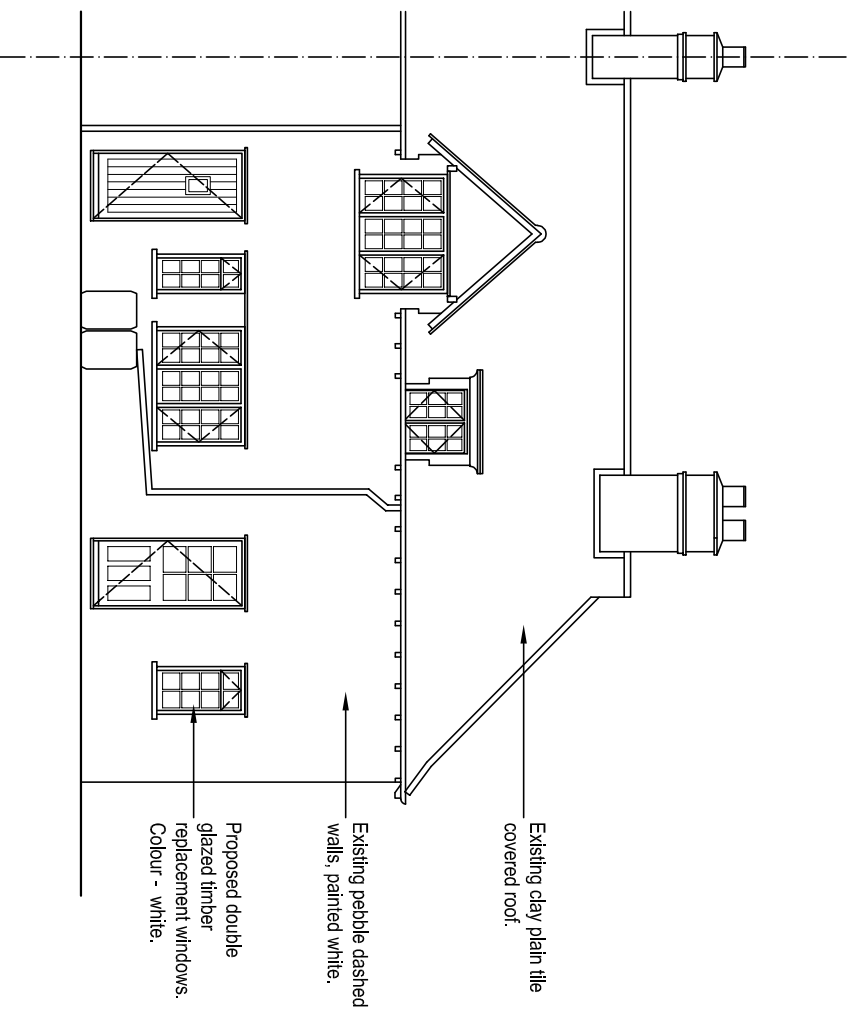 Existing clay plain tile
covered roof.
Existing pebble dashed
walls, painted white.
Proposed double
glazed timber
replacement windows.
Colour - white.